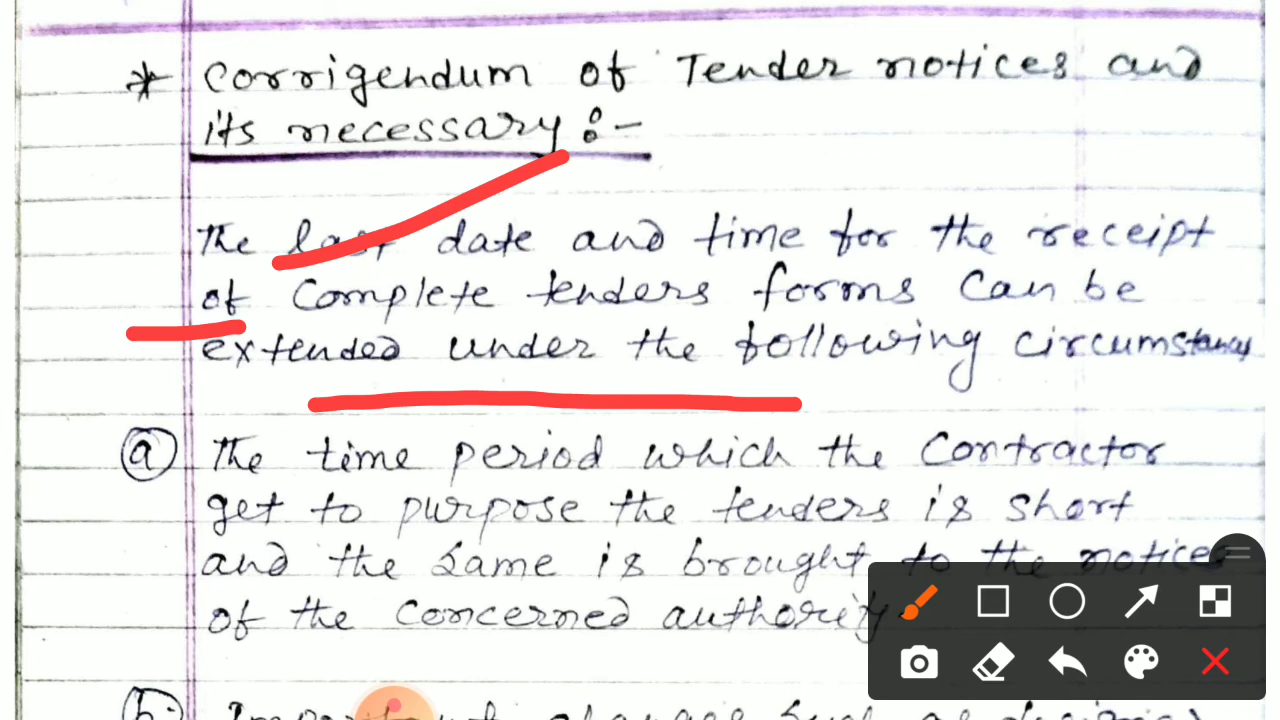 * Corrigendum of Tender notices and
its necessary :-
The last date and time for the receipt
of Complete tenders forms Can be
extended under the following circumstances
(a) The time period which the Contractor
get to purpose the tenders is short
and the same is brought to the notices
of the concerned authority
(b)